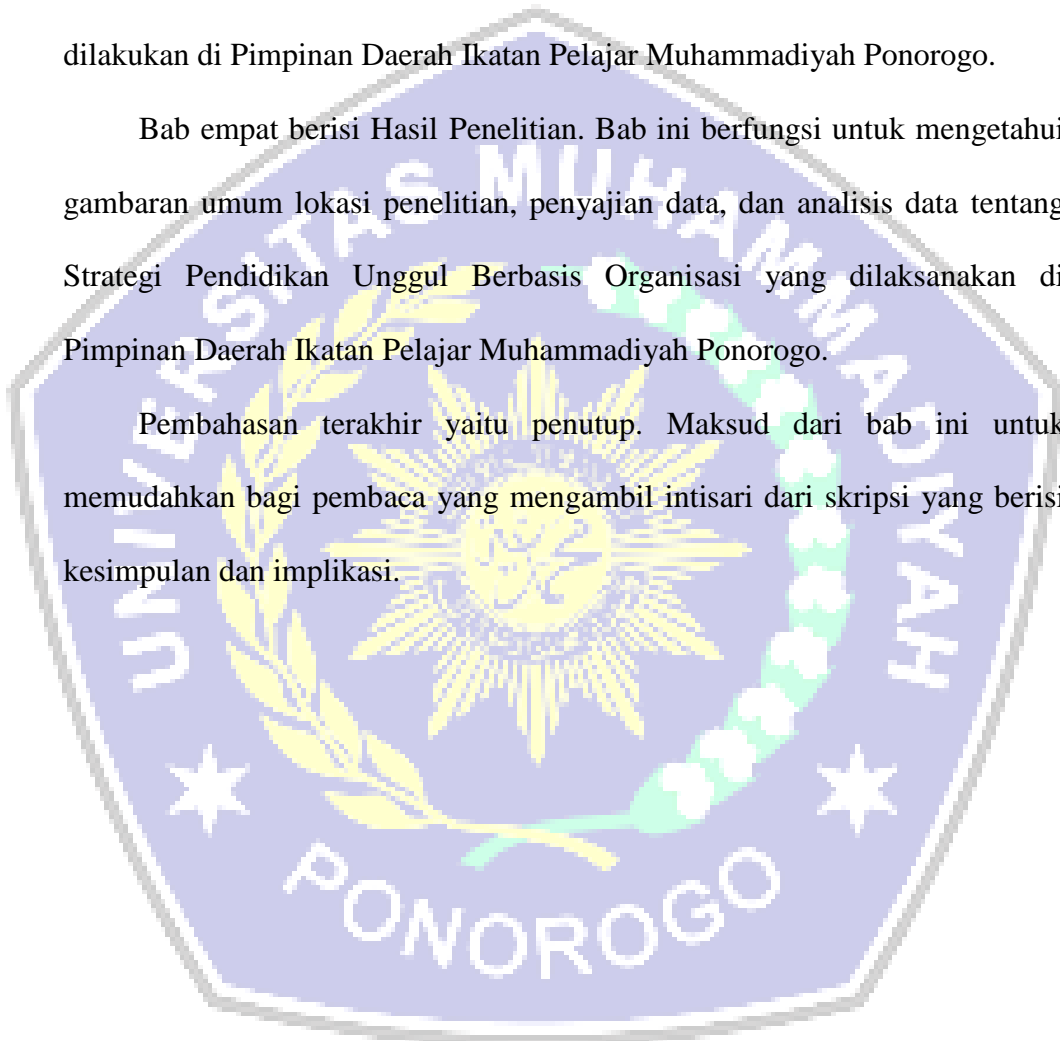 dilakukan di Pimpinan Daerah Ikatan Pelajar Muhammadiyah Ponorogo.
Bab empat berisi Hasil Penelitian. Bab ini berfungsi untuk mengetahui
gambaran umum lokasi penelitian, penyajian data, dan analisis data tentang
Strategi Pendidikan Unggul Berbasis Organisasi yang dilaksanakan di
Pimpinan Daerah Ikatan Pelajar Muhammadiyah Ponorogo.
Pembahasan terakhir yaitu penutup. Maksud dari bab ini untuk
memudahkan bagi pembaca yang mengambil intisari dari skripsi yang berisi
kesimpulan dan implikasi.
UNIVERSITAS MUHAMMADIYAH
PONOROGO